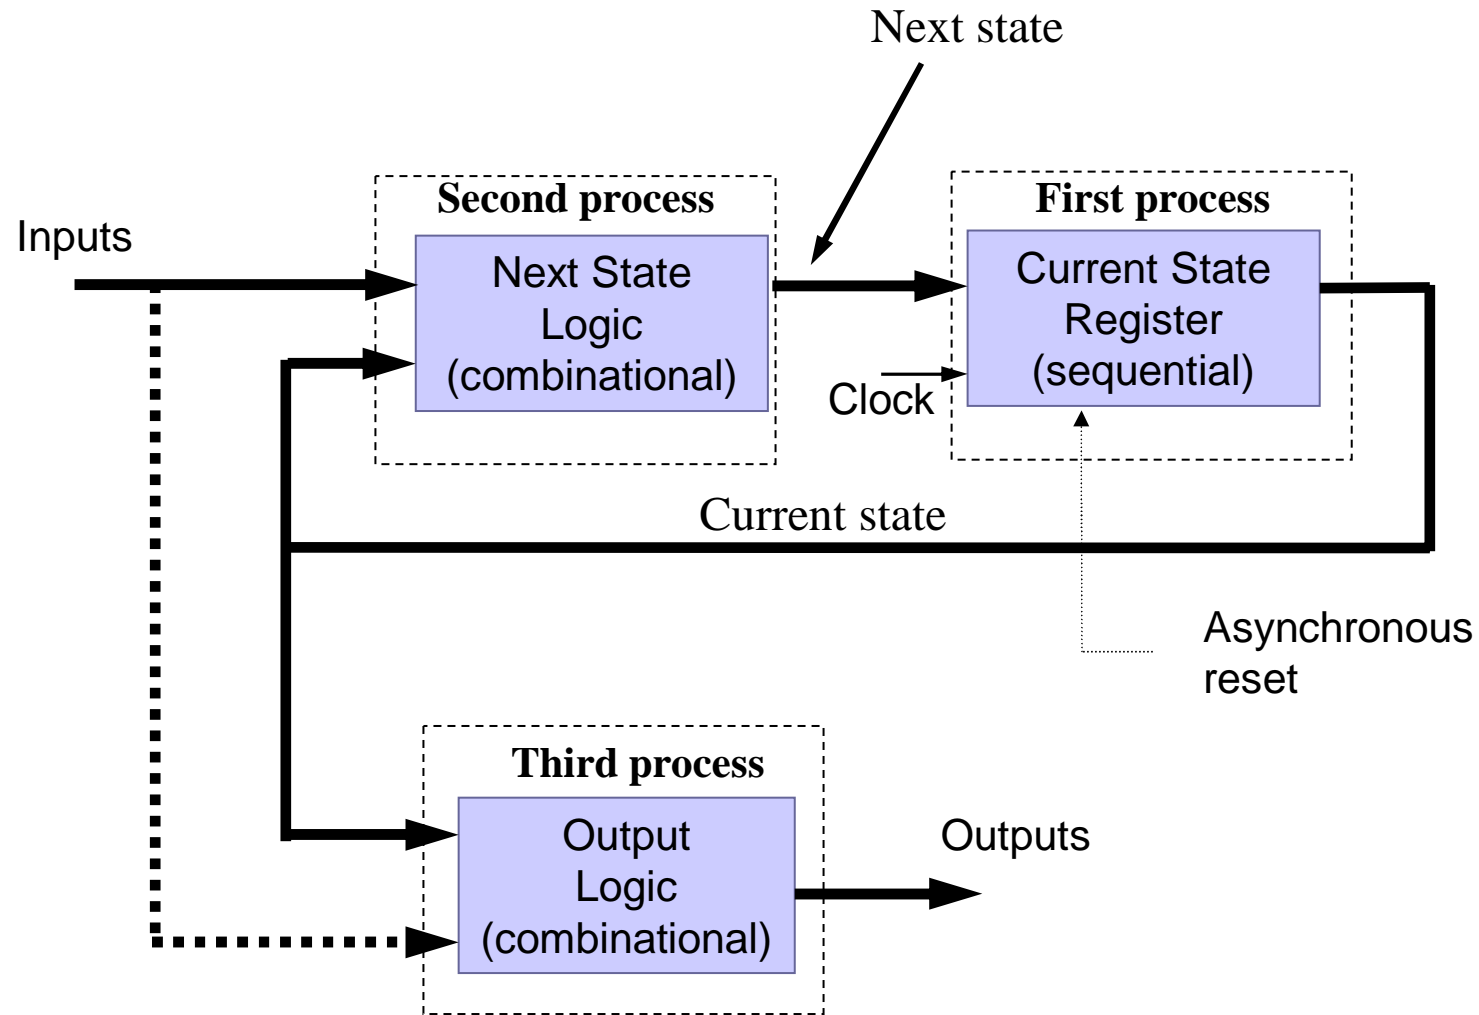 Next state
Second process
First process
Inputs
Next State
Logic
(combinational)
Current State
Register
(sequential)
Clock
Current state
Asynchronous
reset
Third process
Output
Logic
(combinational)
Outputs